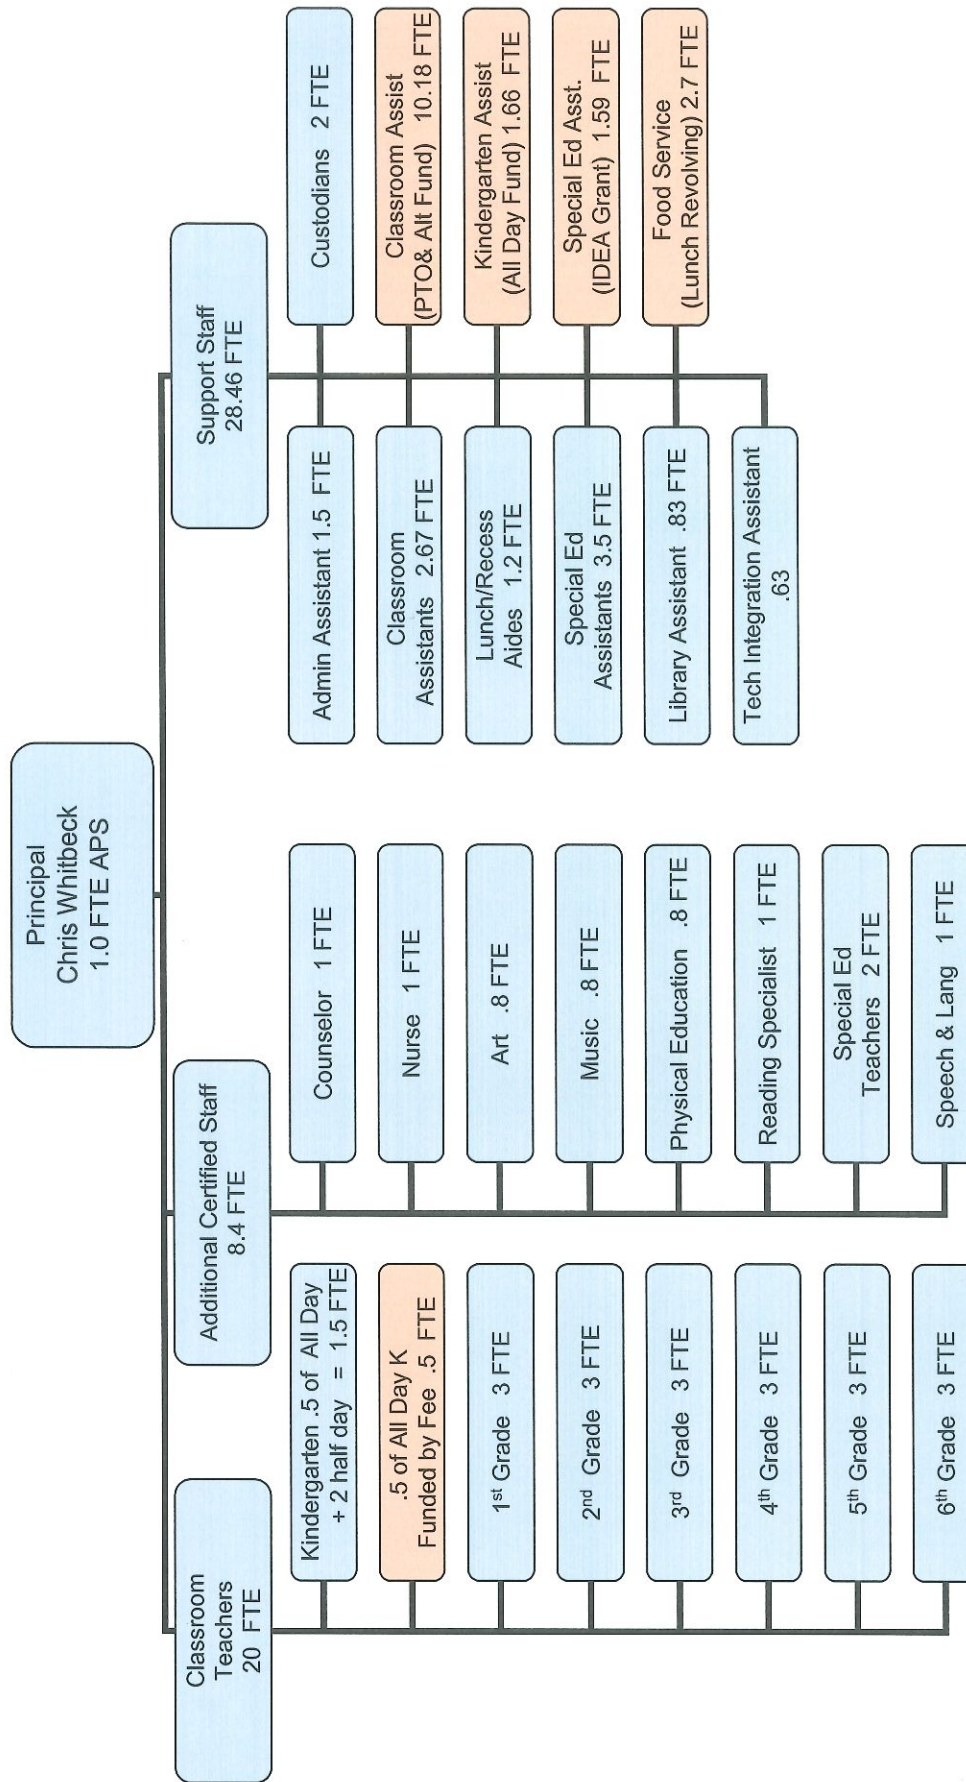 Principal
Chris Whitbeck
1.0 FTE APS
Classroom
Teachers
20 FTE
Kindergarten .5 of All Day
+ 2 half day = 1.5 FTE
.5 of All Day K
Funded by Fee .5 FTE
1st Grade 3 FTE
2nd Grade 3 FTE
3rd Grade 3 FTE
4th Grade 3 FTE
5th Grade 3 FTE
6th Grade 3 FTE
Additional Certified Staff
8.4 FTE
Counselor 1 FTE
Nurse 1 FTE
Art .8 FTE
Music .8 FTE
Physical Education .8 FTE
Reading Specialist 1 FTE
Special Ed
Teachers 2 FTE
Speech & Lang 1 FTE
Support Staff
28.46 FTE
Admin Assistant 1.5 FTE
Classroom
Assistants 2.67 FTE
Lunch/Recess
Aides 1.2 FTE
Special Ed
Assistants 3.5 FTE
Library Assistant .83 FTE
Tech Integration Assistant
.63
Custodians 2 FTE
Classroom Assist
(PTO& Alt Fund) 10.18 FTE
Kindergarten Assist
(All Day Fund) 1.66 FTE
Special Ed Asst.
(IDEA Grant) 1.59 FTE
Food Service
(Lunch Revolving) 2.7 FTE